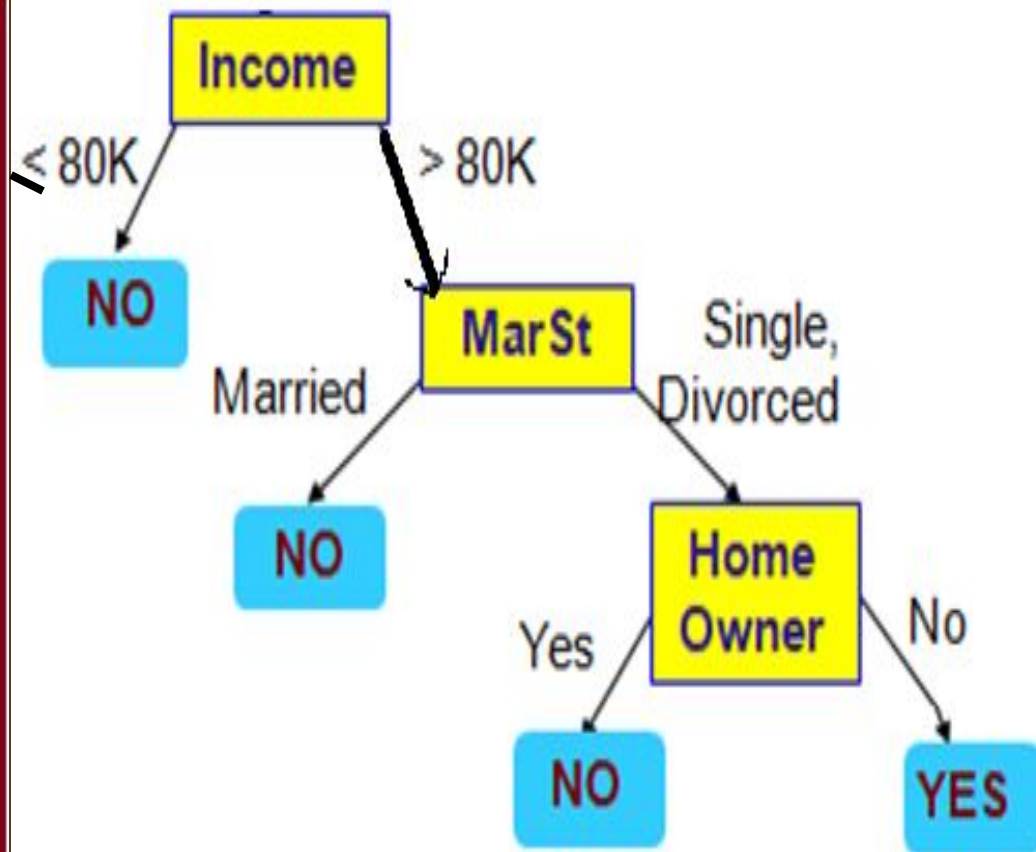 Income
< 80K
> 80K
NO
MarSt
Single,
Divorced
Married
NO
Home
Owner
Yes
No
NO
YES